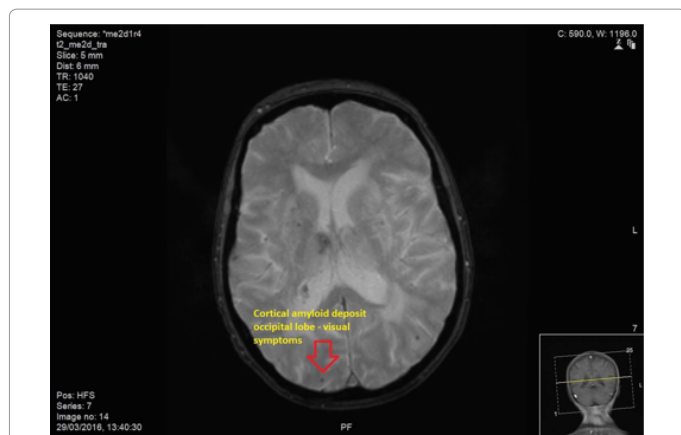 Sequence: *me2d1r4
t2_me2d_tra
Slice: 5 mm
Dist: 6 mm
TR: 1040
TE: 27
AC: 1
C: 590.0, W: 1196.0
L
Cortical amyloid deposit
occipital lobe - visual
symptoms
7
25
L
1
Pos: HFS
Series: 7
Image no: 14
29/03/2016, 13:40:30
PF